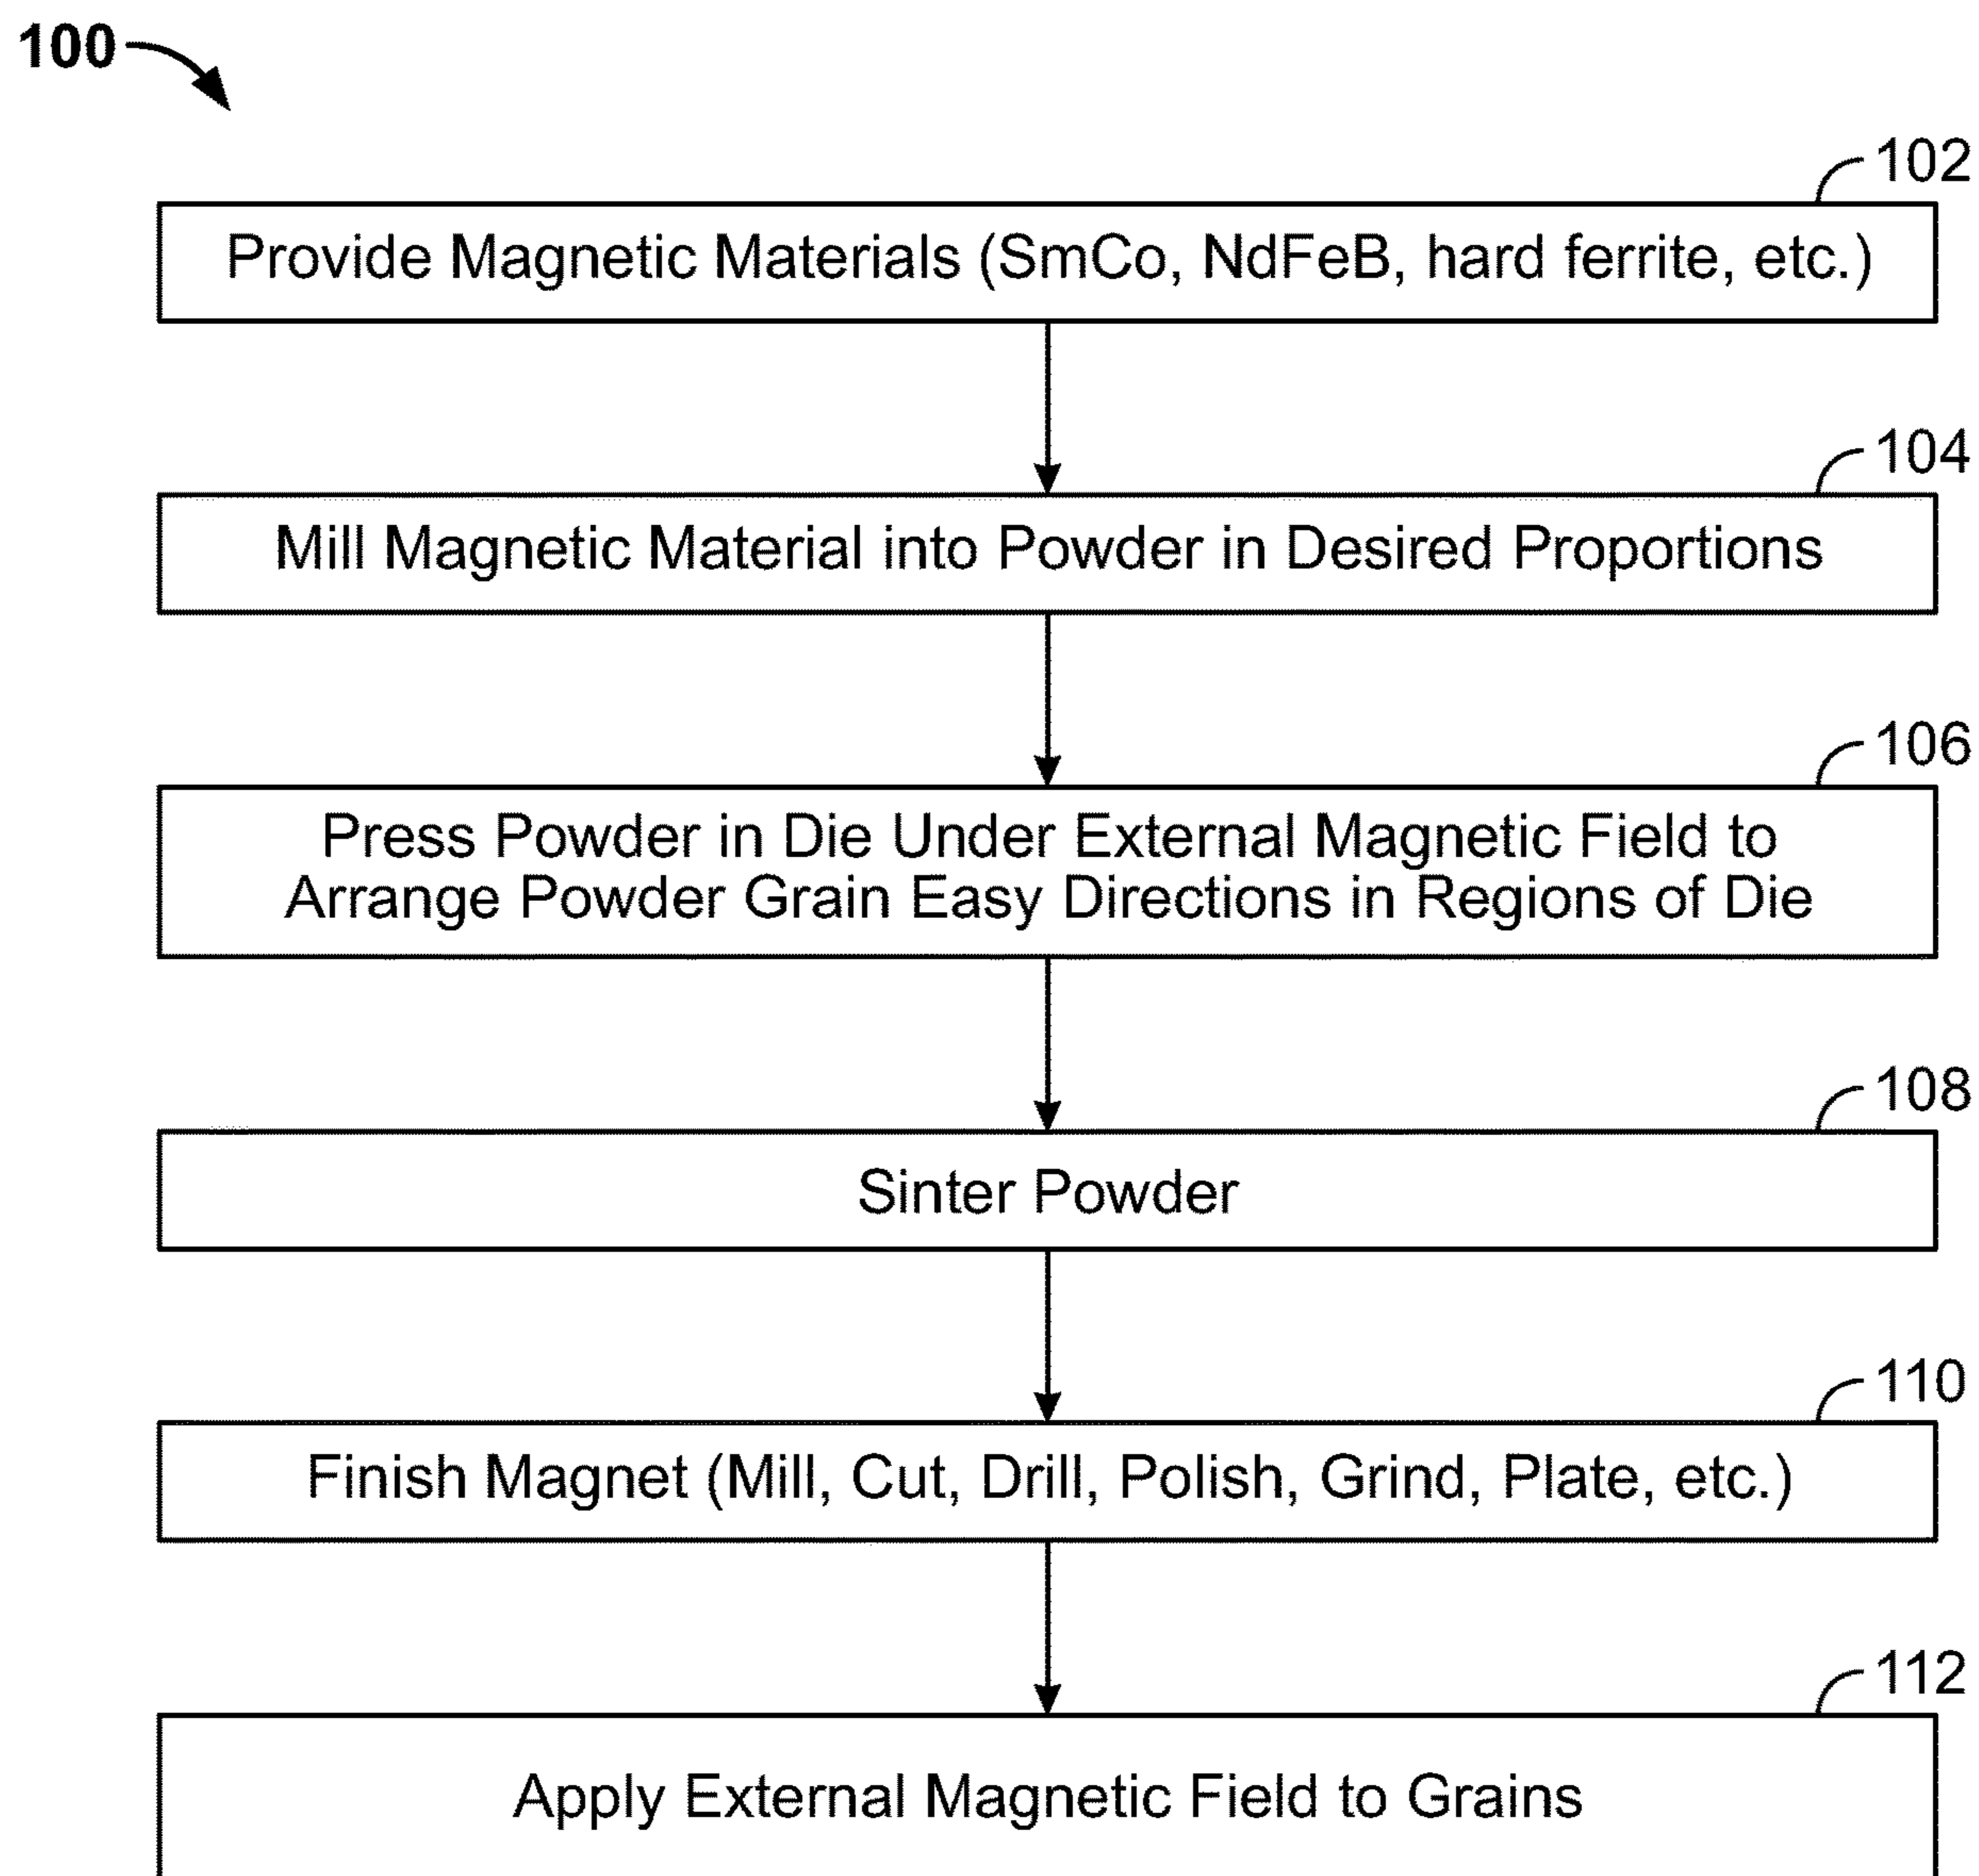 100
102
Provide Magnetic Materials (SmCo, NdFeB, hard ferrite, etc.)
104
Mill Magnetic Material into Powder in Desired Proportions
106
Press Powder in Die Under External Magnetic Field to
Arrange Powder Grain Easy Directions in Regions of Die
108
Sinter Powder
110
Finish Magnet (Mill, Cut, Drill, Polish, Grind, Plate, etc.)
112
Apply External Magnetic Field to Grains